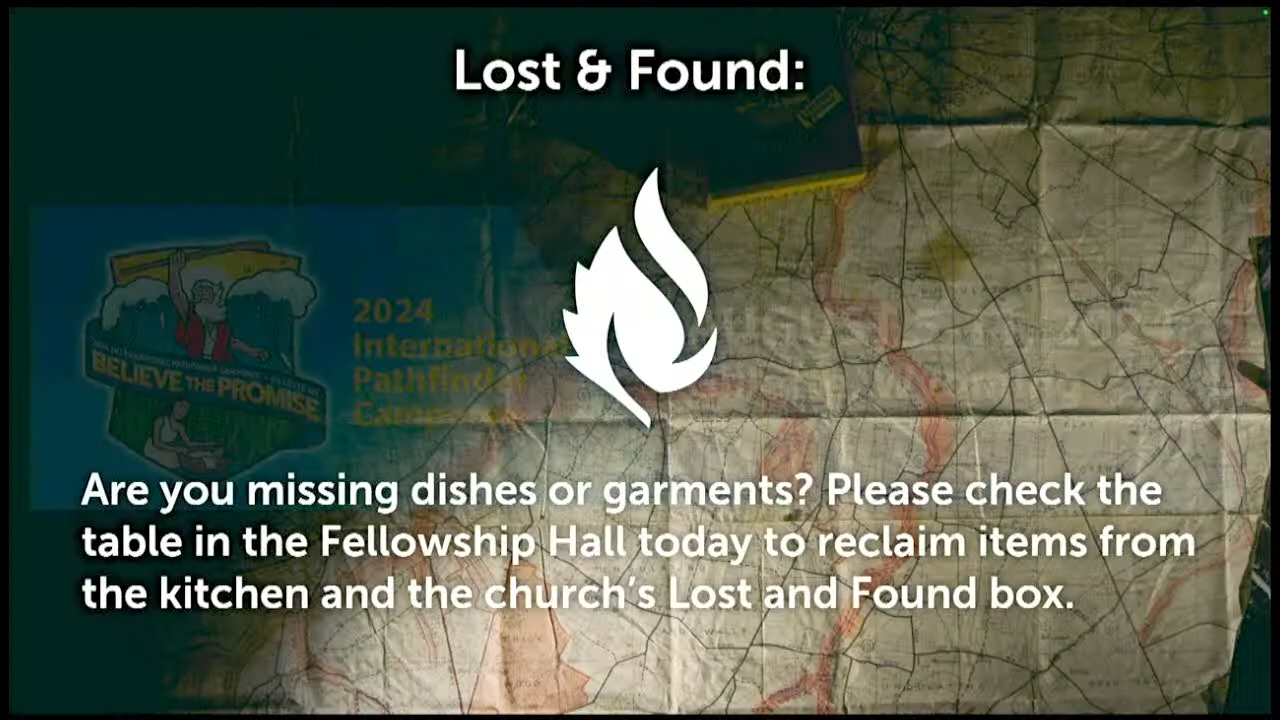 Lost & Found:
2024
International
Pathfinder
BELIEVE THE PROMISE
Are you missing dishes or garments? Please check the
table in the Fellowship Hall today to reclaim items from
the kitchen and the church's Lost and Found box.